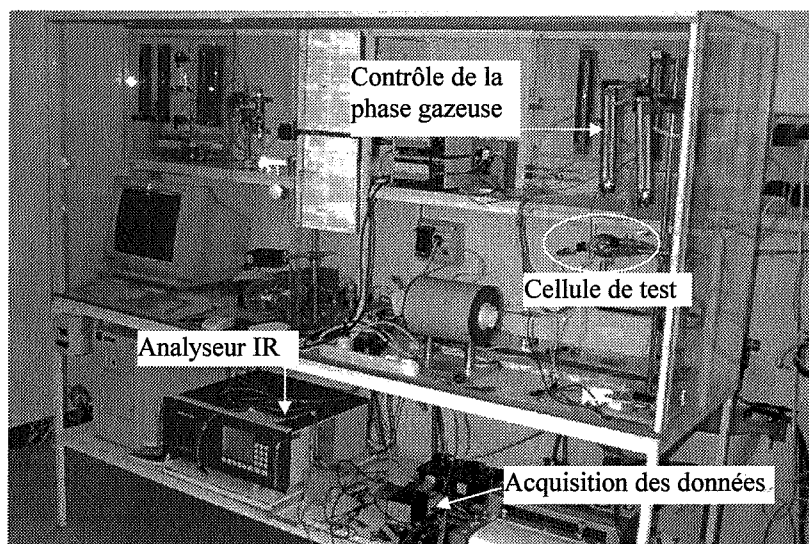 Contrôle de la
phase gazeuse
Cellule de test
Analyseur IR
Acquisition des données